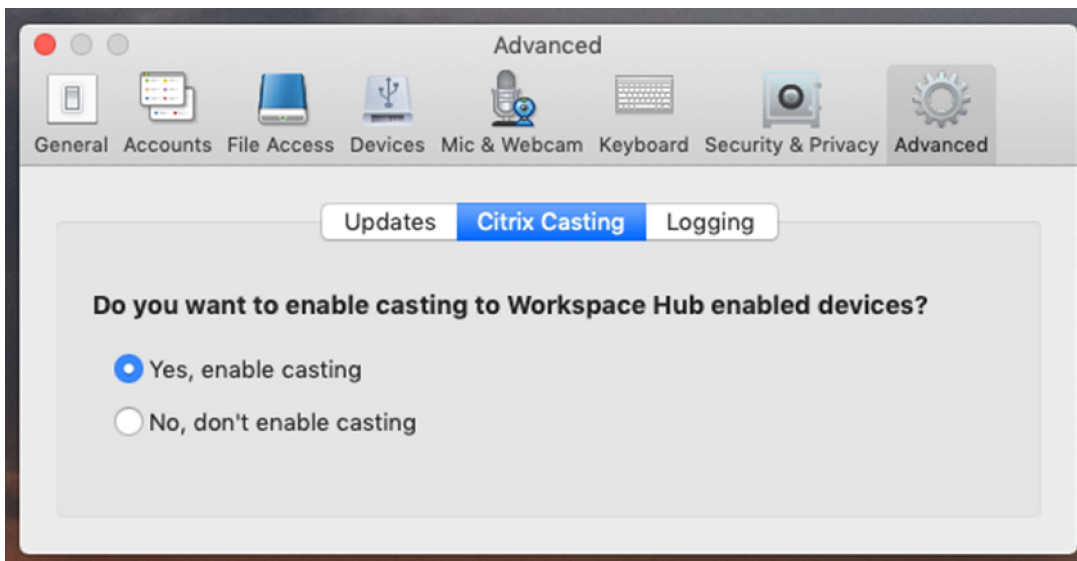 Advanced
General Accounts File Access Devices Mic & Webcam Keyboard Security & Privacy Advanced
Updates Citrix Casting Logging
Do you want to enable casting to Workspace Hub enabled devices?
Yes, enable casting
No, don't enable casting